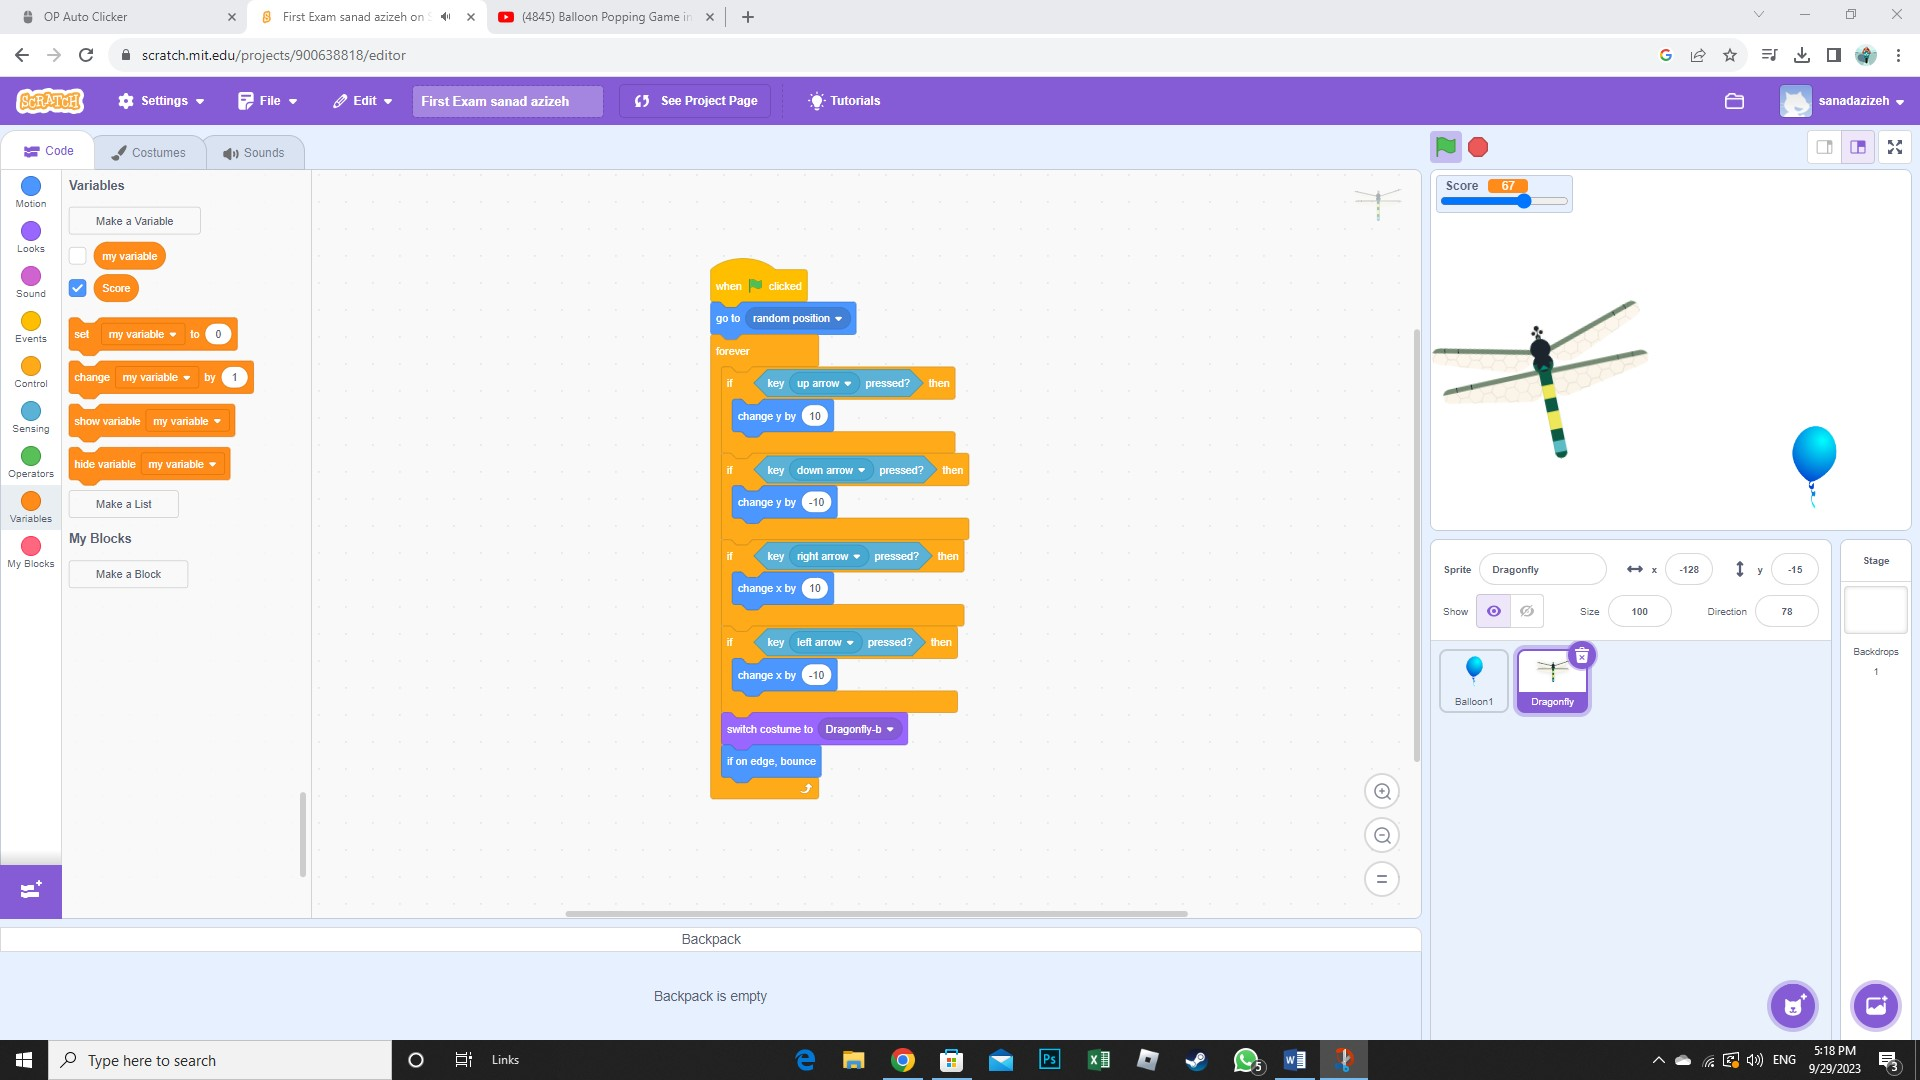 OP Auto Clicker
First Exam sanad azizeh on S
(4845) Balloon Popping Game in
scratch.mit.edu/projects/900638818/editor
SCRATCH
Settings
File
Edit
First Exam sanad azizeh
See Project Page
Tutorials
sanadazizeh
Code
Costumes
Sounds
Motion
Looks
Sound
Events
Control
Sensing
Operators
Variables
My Blocks
Variables
Make a Variable
my variable
Score
set my variable to 0
change my variable by 1
show variable my variable
hide variable my variable
Make a List
My Blocks
Make a Block
when clicked
go to random position
forever
if key up arrow pressed? then
change y by 10
if key down arrow pressed? then
change y by -10
if key right arrow pressed? then
change x by 10
if key left arrow pressed? then
change x by -10
switch costume to Dragonfly-b
if on edge, bounce
Score 67
Sprite Dragonfly x -128 y -15
Show Size 100 Direction 78
Balloon1
Dragonfly
Stage
Backdrops
1
Backpack
Backpack is empty
Type here to search
Links
Ps
5
ENG
5:18 PM
9/29/2023
3